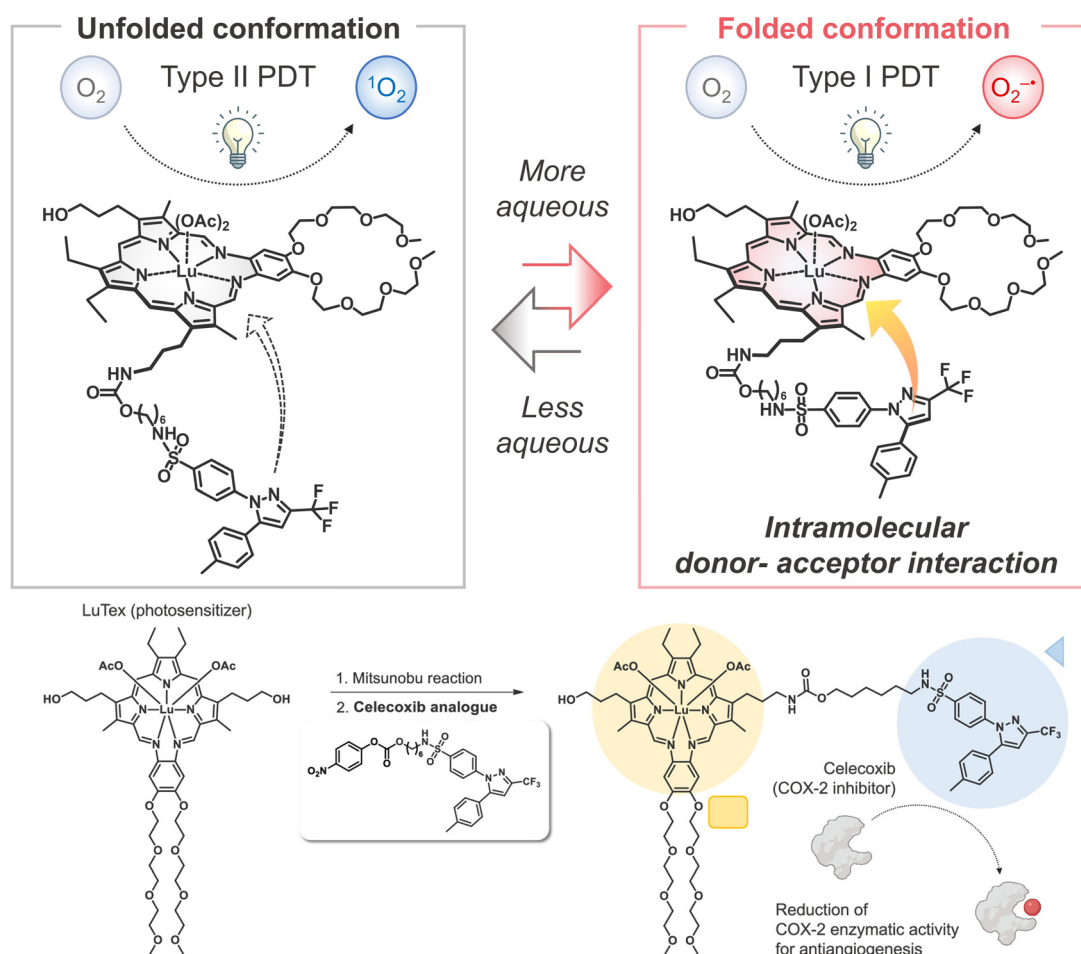 Unfolded conformation
O2
Type II PDT
1O2
HO
(OAc)2
N
N
N
N
N
Lu
O
O
O
O
O
O
O
O
HN
O
O
( )6
NH
O
S
O
N
N
F
F
F
More
aqueous
Less
aqueous
Folded conformation
O2
Type I PDT
O2−•
HO
(OAc)2
N
N
N
N
N
Lu
O
O
O
O
O
O
O
O
HN
O
O
( )6
NH
S
O
O
N
N
F
F
F
Intramolecular
donor- acceptor interaction
LuTex (photosensitizer)
AcO
OAc
HO
OH
N
N
Lu
N
N
N
O
O
O
O
O
O
O
O
1. Mitsunobu reaction
2. Celecoxib analogue
NO2
O
O
O
( )6
H
N
O
S
O
N
N
CF3
AcO
OAc
HO
N
N
Lu
N
N
N
O
O
O
O
O
O
O
O
N
H
O
O
H
N
O
S
O
N
N
CF3
Celecoxib
(COX-2 inhibitor)
Reduction of
COX-2 enzymatic activity
for antiangiogenesis